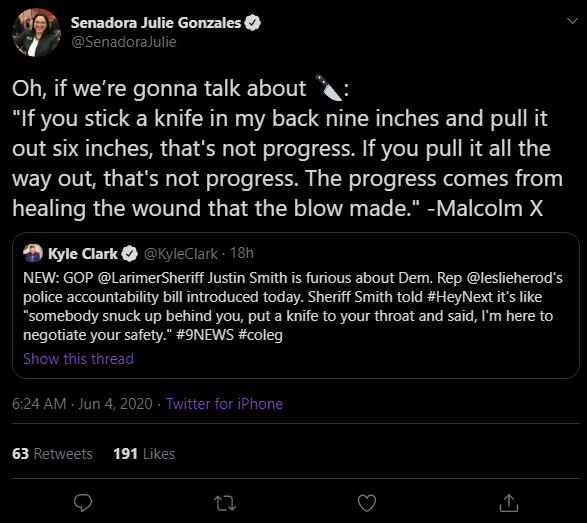 Senadora Julie Gonzales
@SenadoraJulie
Oh, if we’re gonna talk about 🔪:
"If you stick a knife in my back nine inches and pull it
out six inches, that's not progress. If you pull it all the
way out, that's not progress. The progress comes from
healing the wound that the blow made." -Malcolm X
Kyle Clark @KyleClark · 18h
NEW: GOP @LarimerSheriff Justin Smith is furious about Dem. Rep @leslieherod's
police accountability bill introduced today. Sheriff Smith told #HeyNext it's like
"somebody snuck up behind you, put a knife to your throat and said, I'm here to
negotiate your safety." #9NEWS #coleg
Show this thread
6:24 AM · Jun 4, 2020 · Twitter for iPhone
63 Retweets 191 Likes